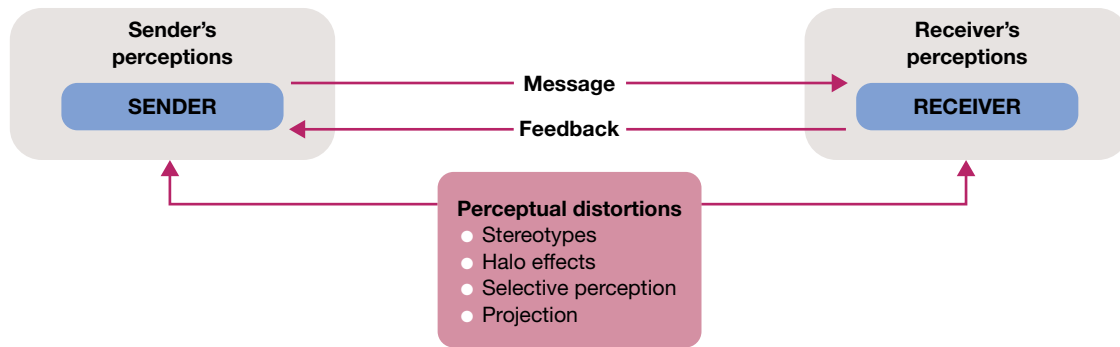 Sender's
perceptions
SENDER
Message
Feedback
Receiver's
perceptions
RECEIVER
Perceptual distortions
Stereotypes
Halo effects
Selective perception
Projection